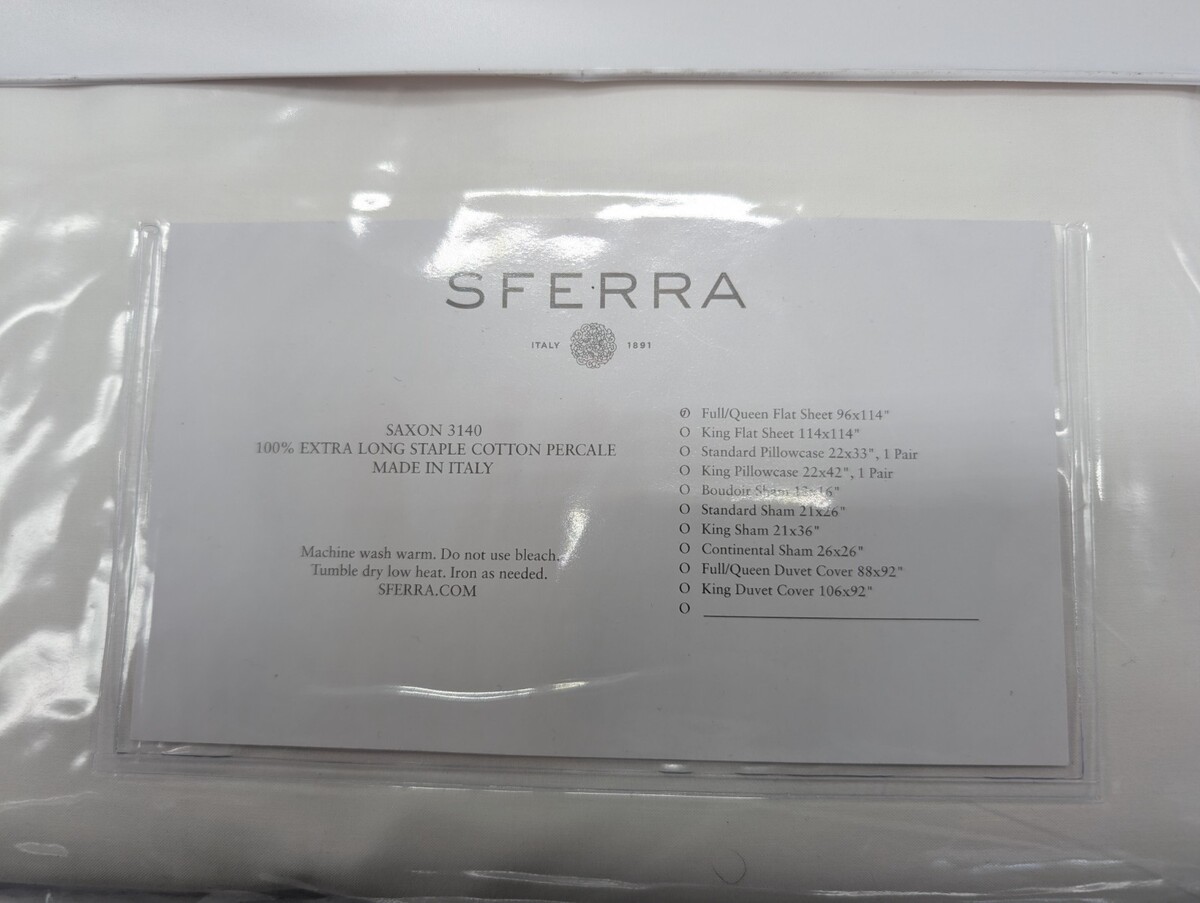 SFERRA
ITALY 1891
SAXON 3140
100% EXTRA LONG STAPLE COTTON PERCALE
MADE IN ITALY
Machine wash warm. Do not use bleach.
Tumble dry low heat. Iron as needed.
SFERRA.COM
Full/Queen Flat Sheet 96x114"
King Flat Sheet 114x114"
Standard Pillowcase 22x33", 1 Pair
King Pillowcase 22x42", 1 Pair
Boudoir Sham 12x16"
Standard Sham 21x26"
King Sham 21x36"
Continental Sham 26x26"
Full/Queen Duvet Cover 88x92"
King Duvet Cover 106x92"